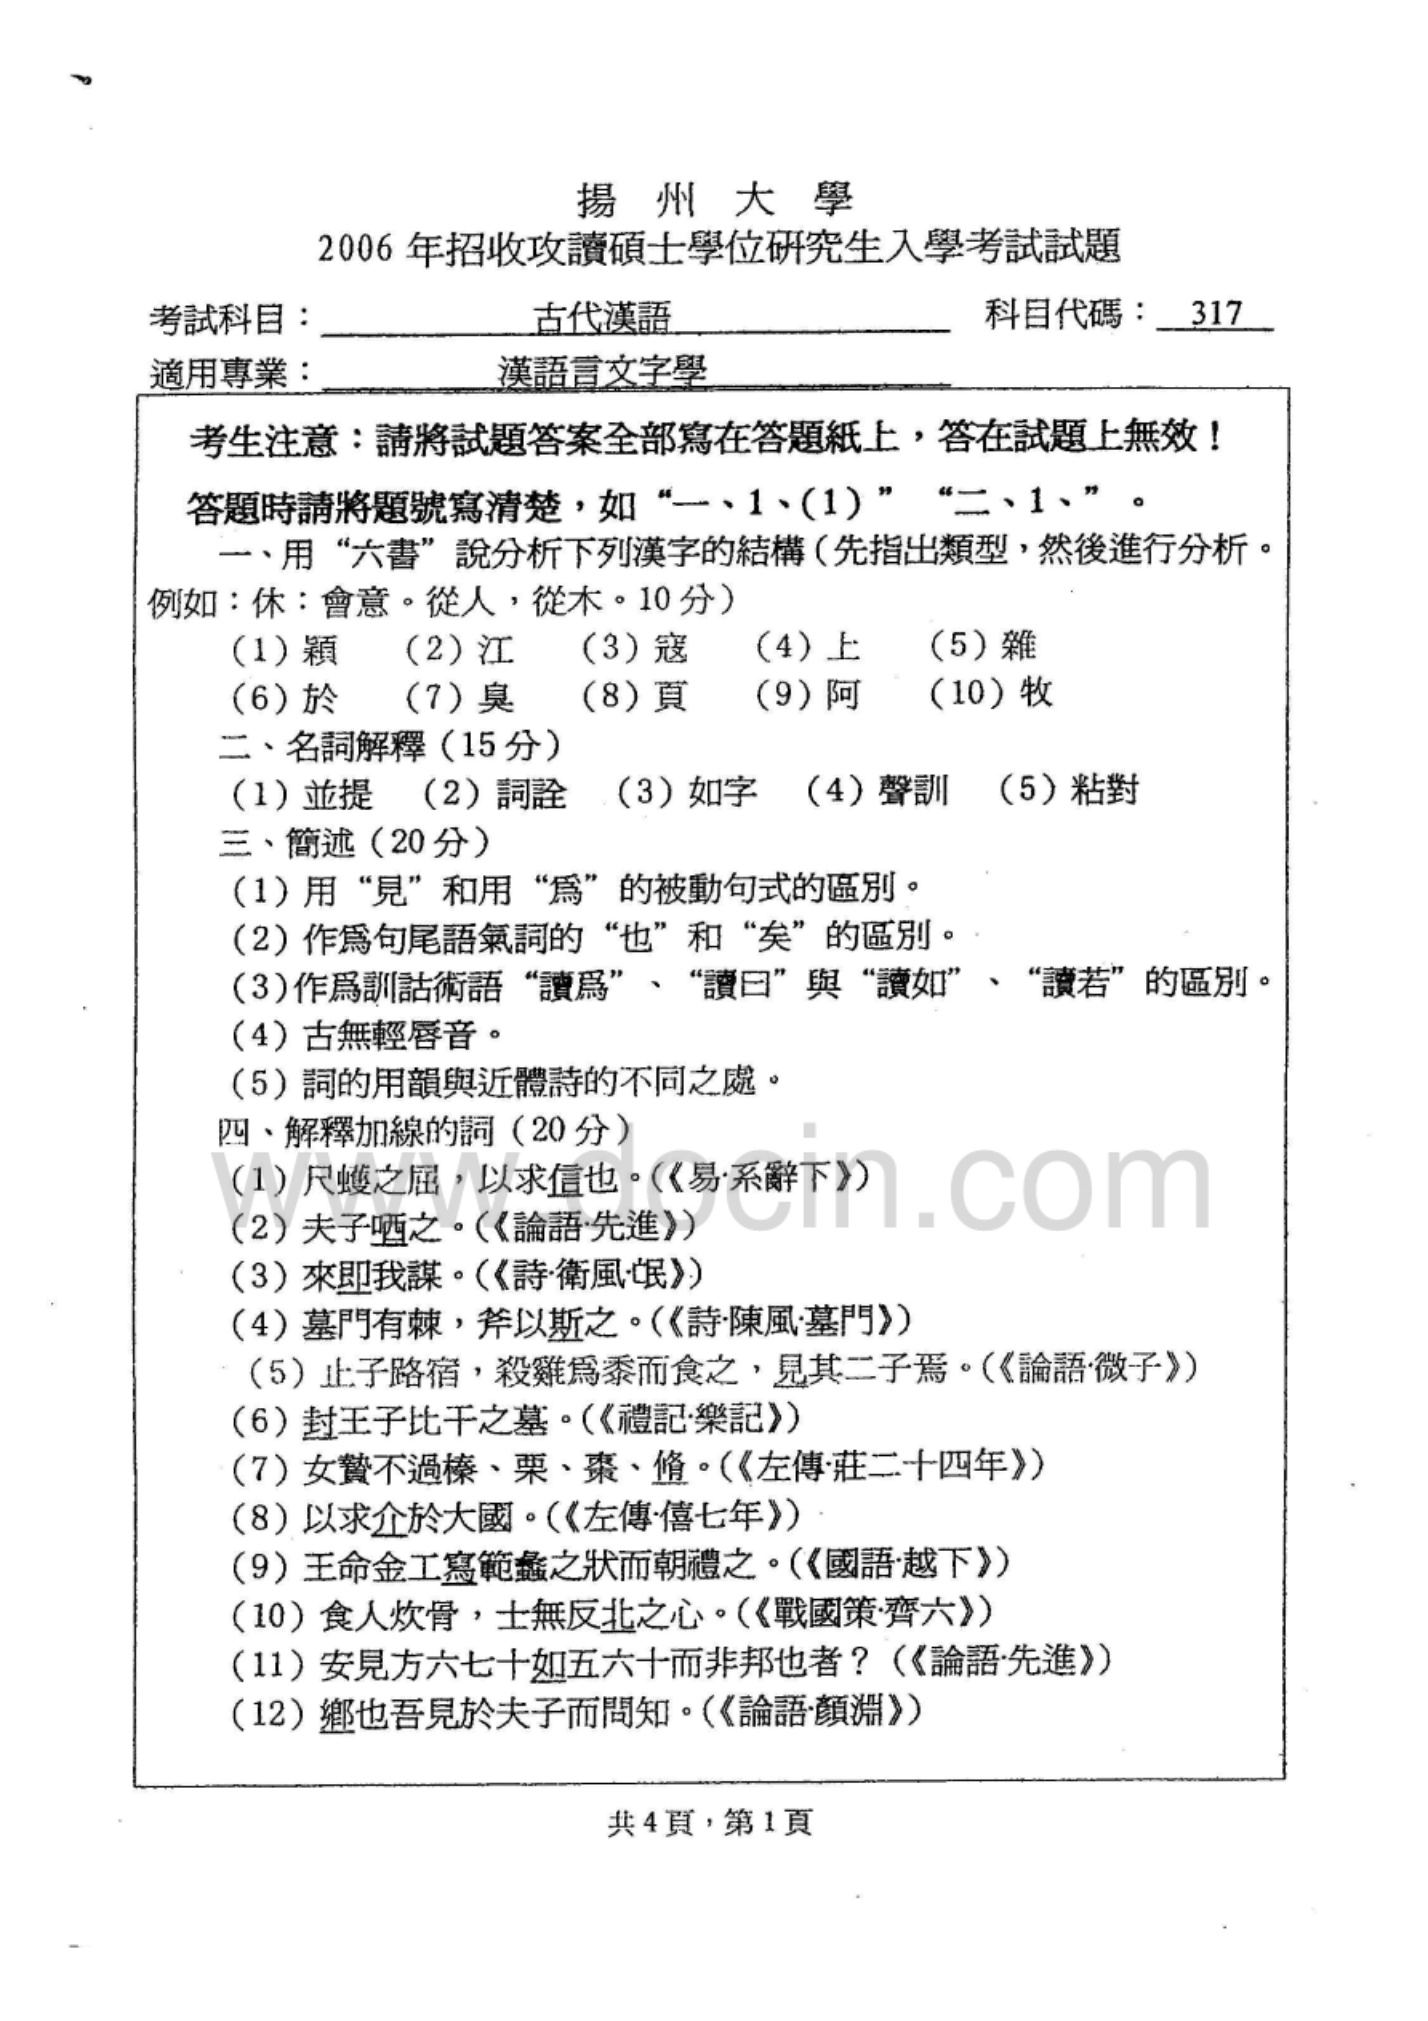 揚 州 大 學
2006 年招收攻讀碩士學位研究生入學考試試題
考試科目： 古代漢語 科目代碼： 317
適用專業： 漢語言文字學
考生注意：請將試題答案全部寫在答題紙上，答在試題上無效！
答題時請將題號寫清楚，如“一、1、(1)”“二、1、”。
一、用“六書”說分析下列漢字的結構（先指出類型，然後進行分析。
例如：休：會意。從人，從木。10 分）
（1）穎 （2）江 （3）寇 （4）上 （5）雜
（6）於 （7）臭 （8）頁 （9）阿 （10）牧
二、名詞解釋（15 分）
（1）並提 （2）詞詮 （3）如字 （4）聲訓 （5）粘對
三、簡述（20 分）
（1）用“見”和用“爲”的被動句式的區別。
（2）作爲句尾語氣詞的“也”和“矣”的區別。
（3）作爲訓詁術語“讀爲”、“讀曰”與“讀如”、“讀若”的區別。
（4）古無輕唇音。
（5）詞的用韻與近體詩的不同之處。
四、解釋加線的詞（20 分）
（1）尺蠖之屈，以求信也。（《易·系辭下》）
（2）夫子哂之。（《論語·先進》）
（3）來即我謀。（《詩·衛風·氓》）
（4）墓門有棘，斧以斯之。（《詩·陳風·墓門》）
（5）止子路宿，殺雞爲黍而食之，見其二子焉。（《論語·微子》）
（6）封王子比干之墓。（《禮記·樂記》）
（7）女贄不過榛、栗、棗、脩。（《左傳·莊二十四年》）
（8）以求介於大國。（《左傳·僖七年》）
（9）王命金工寫範蠡之狀而朝禮之。（《國語·越下》）
（10）食人炊骨，士無反北之心。（《戰國策·齊六》）
（11）安見方六七十如五六十而非邦也者？（《論語·先進》）
（12）鄉也吾見於夫子而問知。（《論語·顏淵》）
共 4 頁，第 1 頁
www.docin.com